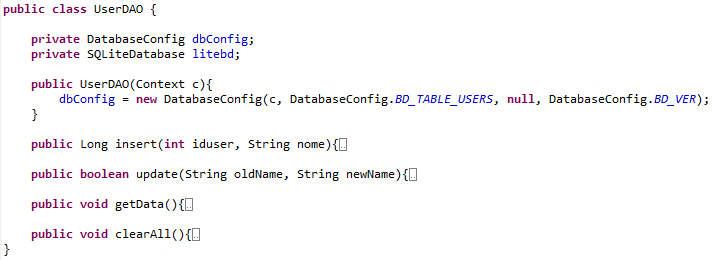 public class UserDAO {
private DatabaseConfig dbConfig;
private SQLiteDatabase litebd;
public UserDAO(Context c){
dbConfig = new DatabaseConfig(c, DatabaseConfig.BD_TABLE_USERS, null, DatabaseConfig.BD_VER);
}
public Long insert(int iduser, String nome){..
public boolean update(String oldName, String newName){..
public void getData(){..
public void clearAll(){..
}